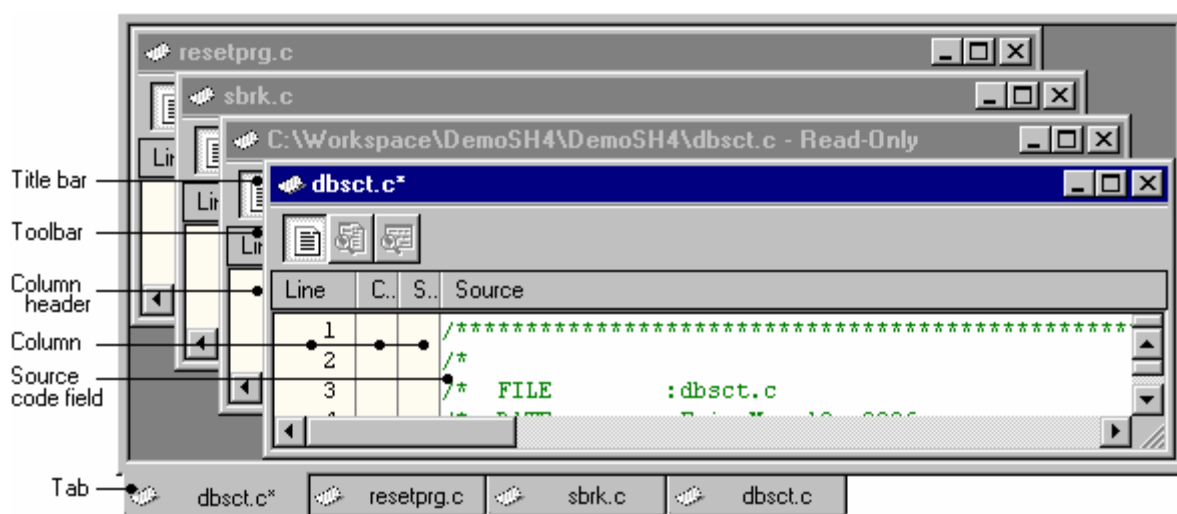 resetprg.c
sbrk.c
C:\Workspace\DemoSH4\DemoSH4\dbsct.c - Read-Only
Title bar
dbsct.c*
Toolbar
Column header
Line C.. S.. Source
Column
1 /************************************************
2 /*
Source code field
3 /* FILE :dbsct.c
Tab
dbsct.c* resetprg.c sbrk.c dbsct.c